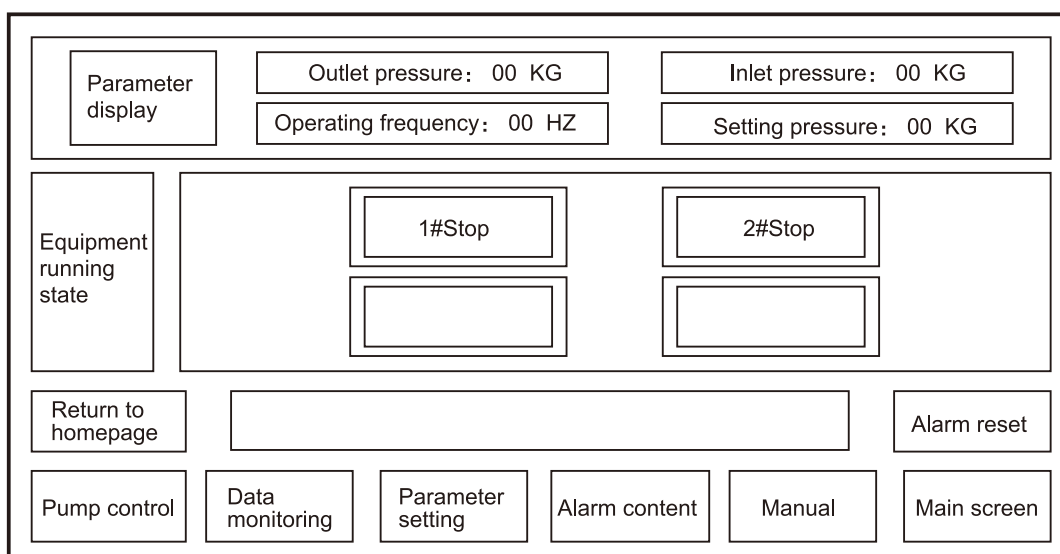 Parameter
display
Outlet pressure：00 KG
Inlet pressure：00 KG
Operating frequency：00 HZ
Setting pressure：00 KG
Equipment
running
state
1#Stop
2#Stop
Return to
homepage
Alarm reset
Pump control
Data
monitoring
Parameter
setting
Alarm content
Manual
Main screen